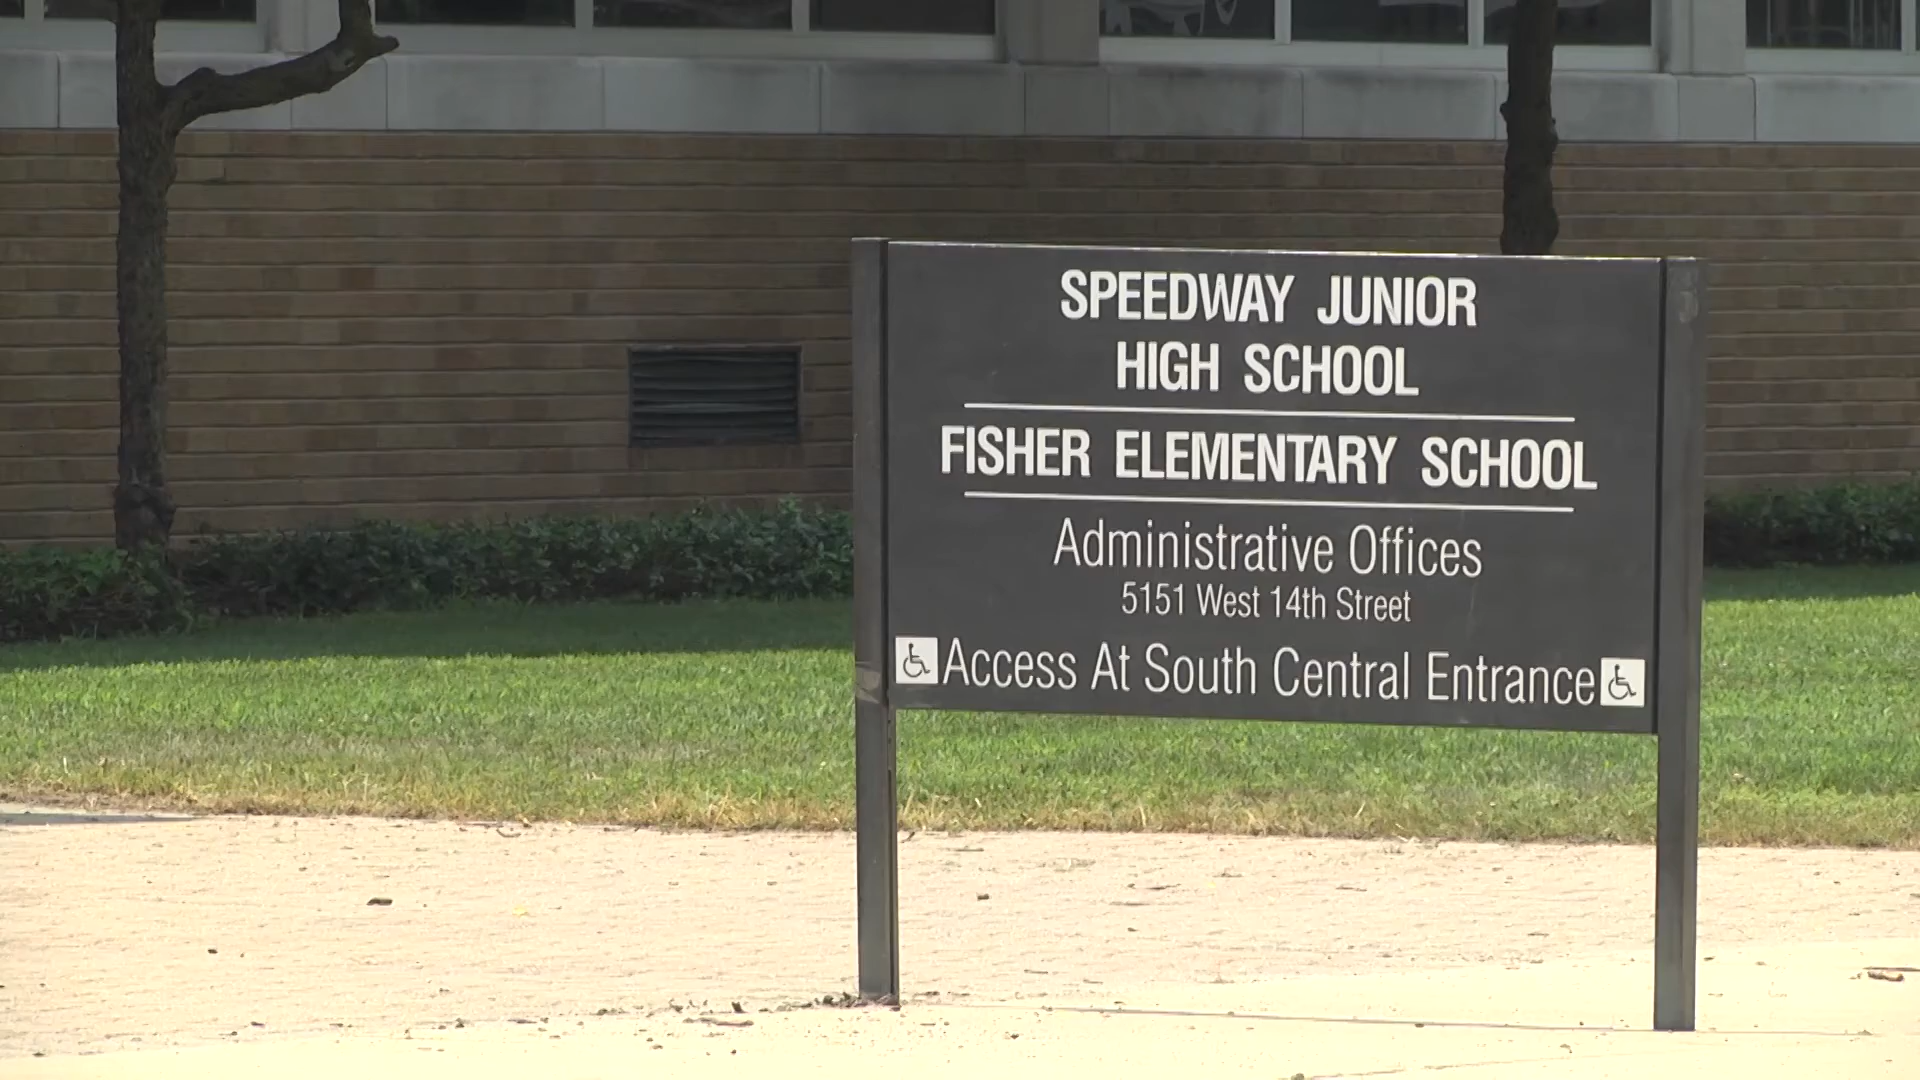 SPEEDWAY JUNIOR
HIGH SCHOOL
FISHER ELEMENTARY SCHOOL
Administrative Offices
5151 West 14th Street
Access At South Central Entrance